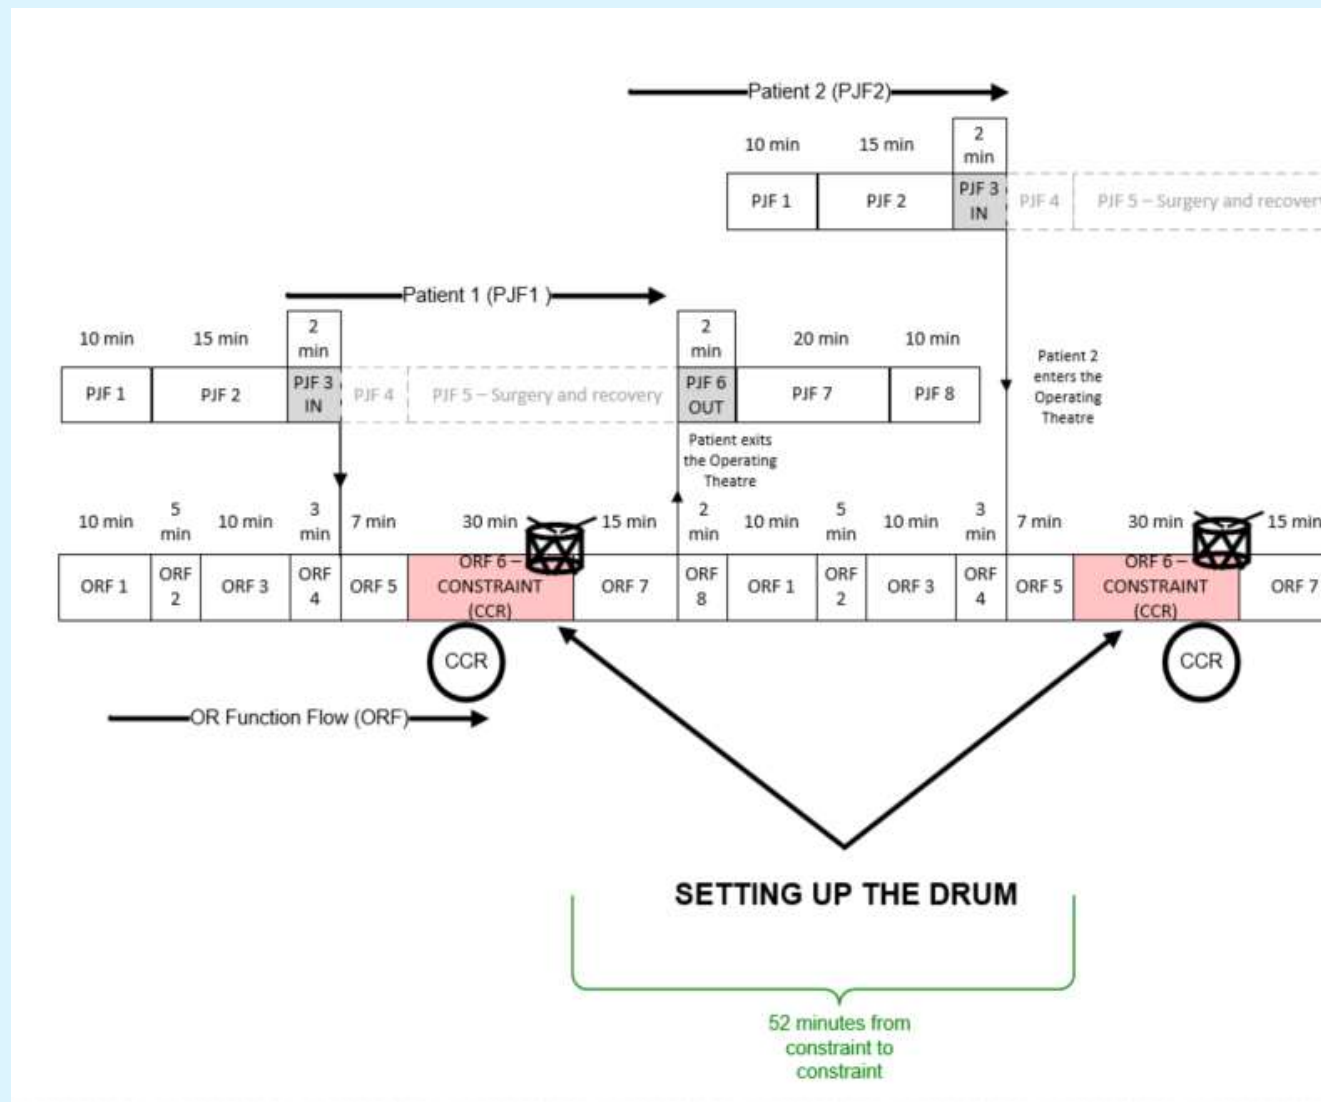 Patient 2 (PJF2)
10 min
15 min
2
min
PJF 1
PJF 2
PJF 3
IN
PJF 4
PJF 5 – Surgery and recovery
Patient 1 (PJF1 )
10 min
15 min
2
min
2
min
20 min
10 min
PJF 1
PJF 2
PJF 3
IN
PJF 4
PJF 5 – Surgery and recovery
PJF 6
OUT
PJF 7
PJF 8
Patient 2
enters the
Operating
Theatre
Patient exits
the Operating
Theatre
10 min
5
min
10 min
3
min
7 min
30 min
15 min
2
min
10 min
5
min
10 min
3
min
7 min
30 min
15 min
ORF 1
ORF
2
ORF 3
ORF
4
ORF 5
ORF 6 –
CONSTRAINT
(CCR)
ORF 7
ORF
8
ORF 1
ORF
2
ORF 3
ORF
4
ORF 5
ORF 6 –
CONSTRAINT
(CCR)
ORF 7
CCR
CCR
OR Function Flow (ORF)
SETTING UP THE DRUM
52 minutes from
constraint to
constraint